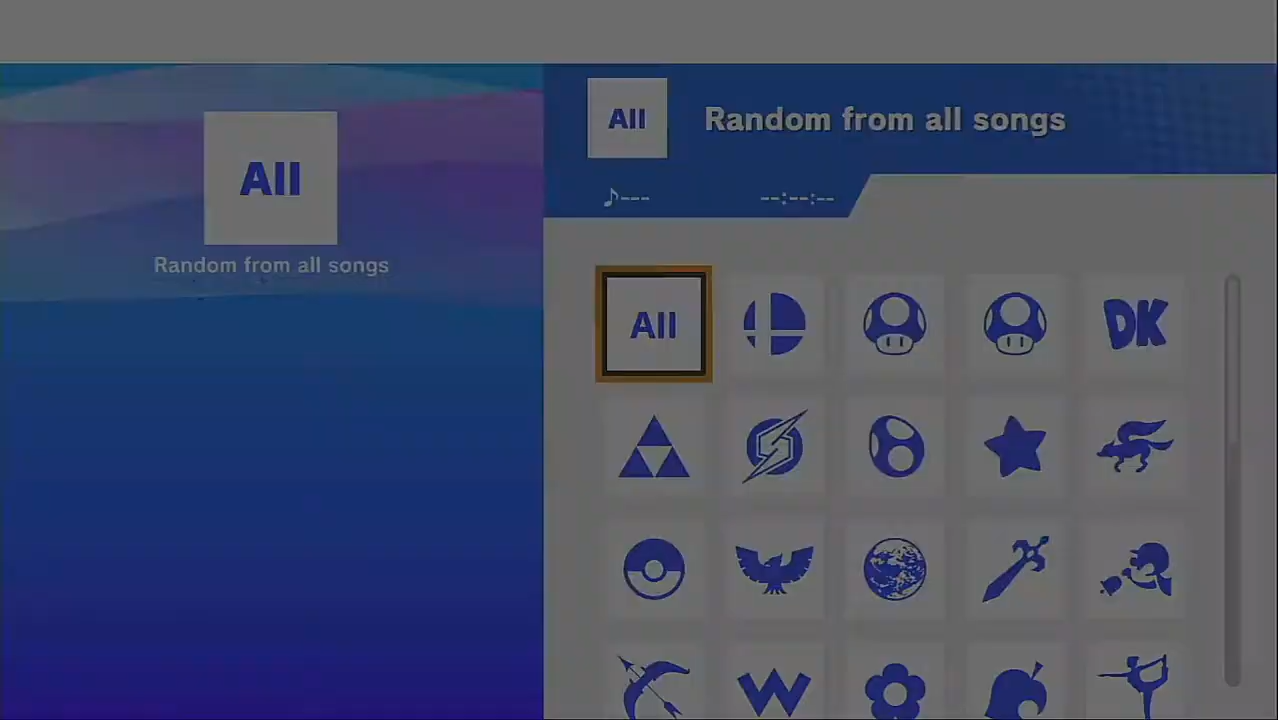 All
Random from all songs
All
Random from all songs
♪--- --:--:--
All
DK